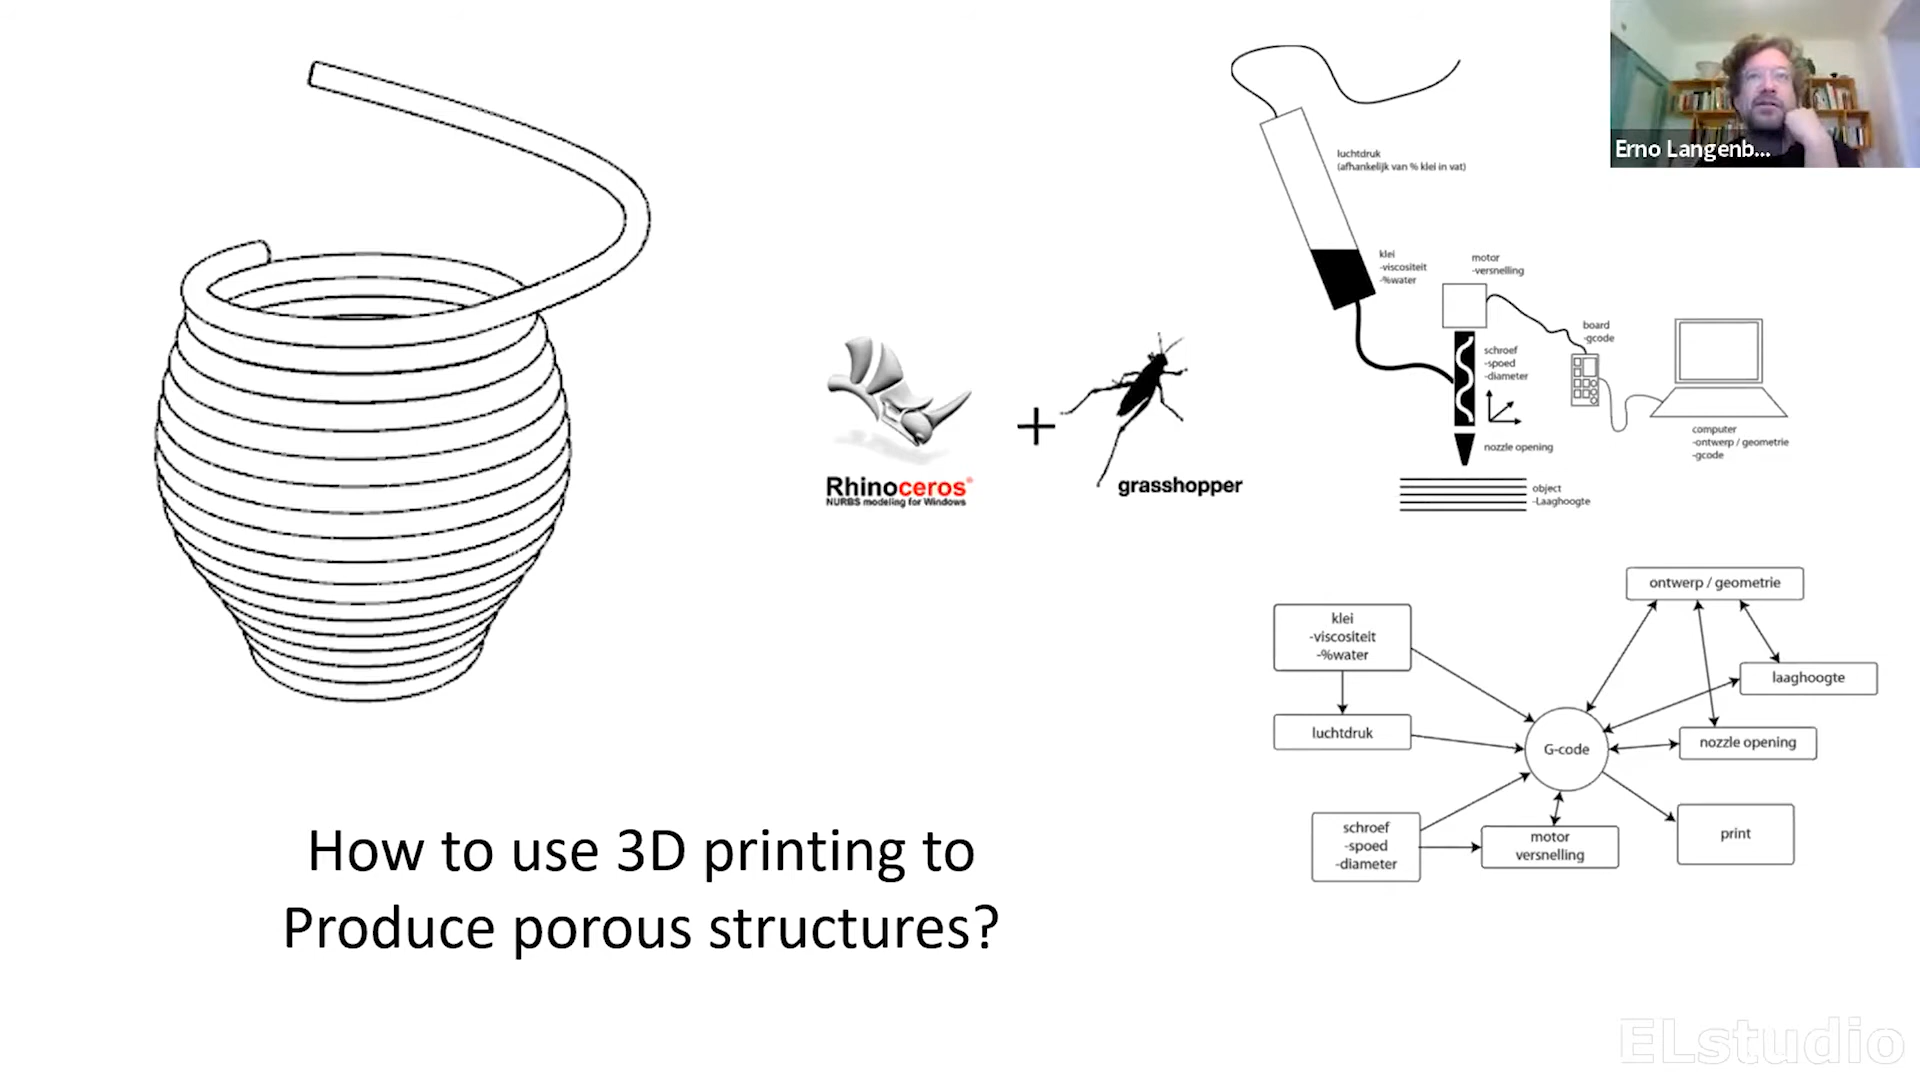 Erno Langenb...
luchtdruk
(afhankelijk van % klei in vat)
klei
-viscositeit
-%water
motor
-versnelling
board
-gcode
schroef
-spoed
-diameter
nozzle opening
computer
-ontwerp / geometrie
-gcode
object
-Laaghoogte
Rhinoceros®
NURBS modeling for Windows
+
grasshopper
ontwerp / geometrie
klei
-viscositeit
-%water
laaghoogte
luchtdruk
G-code
nozzle opening
schroef
-spoed
-diameter
motor
versnelling
print
How to use 3D printing to
Produce porous structures?
ELstudio